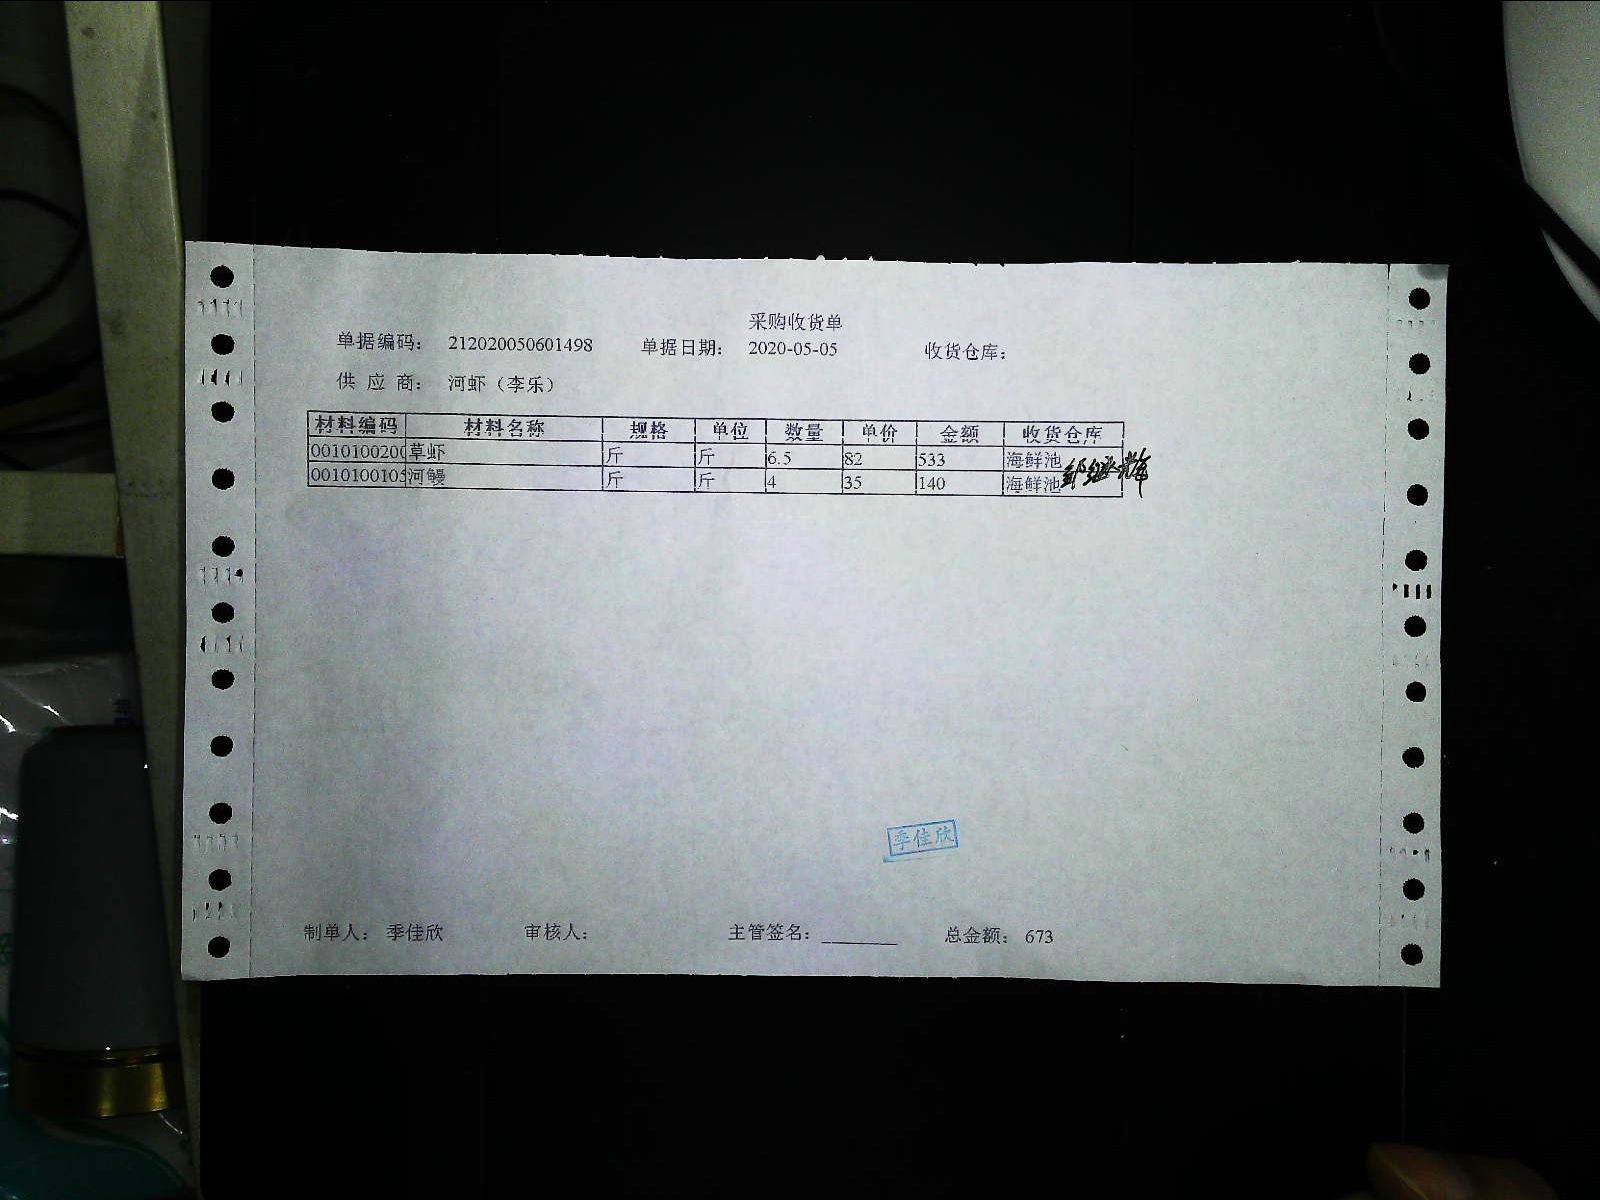 采购收货单
单据编码： 212020050601498 单据日期： 2020-05-05 收货仓库：
供 应 商： 河虾（李乐）
材料编码 材料名称 规格 单位 数量 单价 金额 收货仓库
0010100200 草虾 斤 斤 6.5 82 533 海鲜池
0010100105 河鳗 斤 斤 4 35 140 海鲜池
季佳欣
制单人： 季佳欣 审核人： 主管签名： 总金额： 673